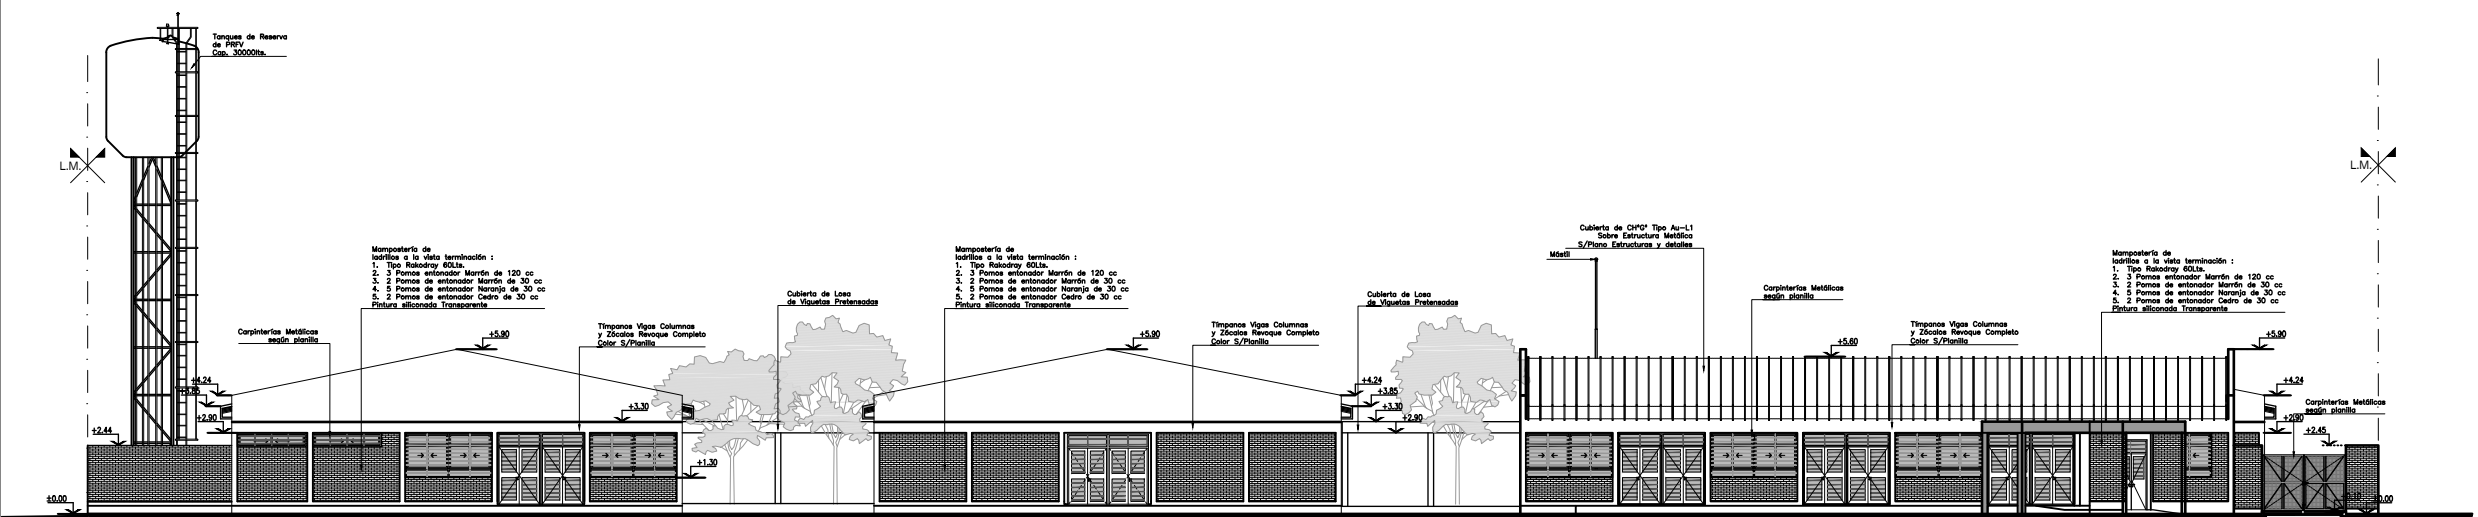 Tanques de Reserva
de PRFV
Cap. 30000lts.
L.M.
L.M.
Cubierta de CHºGº Tipo Au-L1
Sobre Estructura Metálica
S/Plano Estructuras y detalles
Mástil
Mampostería de
ladrillos a la vista terminación :
1. Tipo Rakodray 60Lts.
2. 3 Pomos entonador Marrón de 120 cc
3. 2 Pomos de entonador Marrón de 30 cc
4. 5 Pomos de entonador Naranja de 30 cc
5. 2 Pomos de entonador Cedro de 30 cc
Pintura siliconada Transparente
Mampostería de
ladrillos a la vista terminación :
1. Tipo Rakodray 60Lts.
2. 3 Pomos entonador Marrón de 120 cc
3. 2 Pomos de entonador Marrón de 30 cc
4. 5 Pomos de entonador Naranja de 30 cc
5. 2 Pomos de entonador Cedro de 30 cc
Pintura siliconada Transparente
Mampostería de
ladrillos a la vista terminación :
1. Tipo Rakodray 60Lts.
2. 3 Pomos entonador Marrón de 120 cc
3. 2 Pomos de entonador Marrón de 30 cc
4. 5 Pomos de entonador Naranja de 30 cc
5. 2 Pomos de entonador Cedro de 30 cc
Pintura siliconada Transparente
Cubierta de Losa
de Viguetas Pretensadas
Cubierta de Losa
de Viguetas Pretensadas
Carpinterías Metálicas
según planilla
Carpinterías Metálicas
según planilla
Tímpanos Vigas Columnas
y Zócalos Revoque Completo
Color S/Planilla
Tímpanos Vigas Columnas
y Zócalos Revoque Completo
Color S/Planilla
Tímpanos Vigas Columnas
y Zócalos Revoque Completo
Color S/Planilla
+5.90
+5.90
+5.60
+5.90
+4.24
+3.85
+2.90
+3.30
+4.24
+3.85
+3.30
+2.90
+4.24
Carpinterías Metálicas
según planilla
+2.90
+2.44
+2.45
+1.30
+0.00
+0.10
+0.00